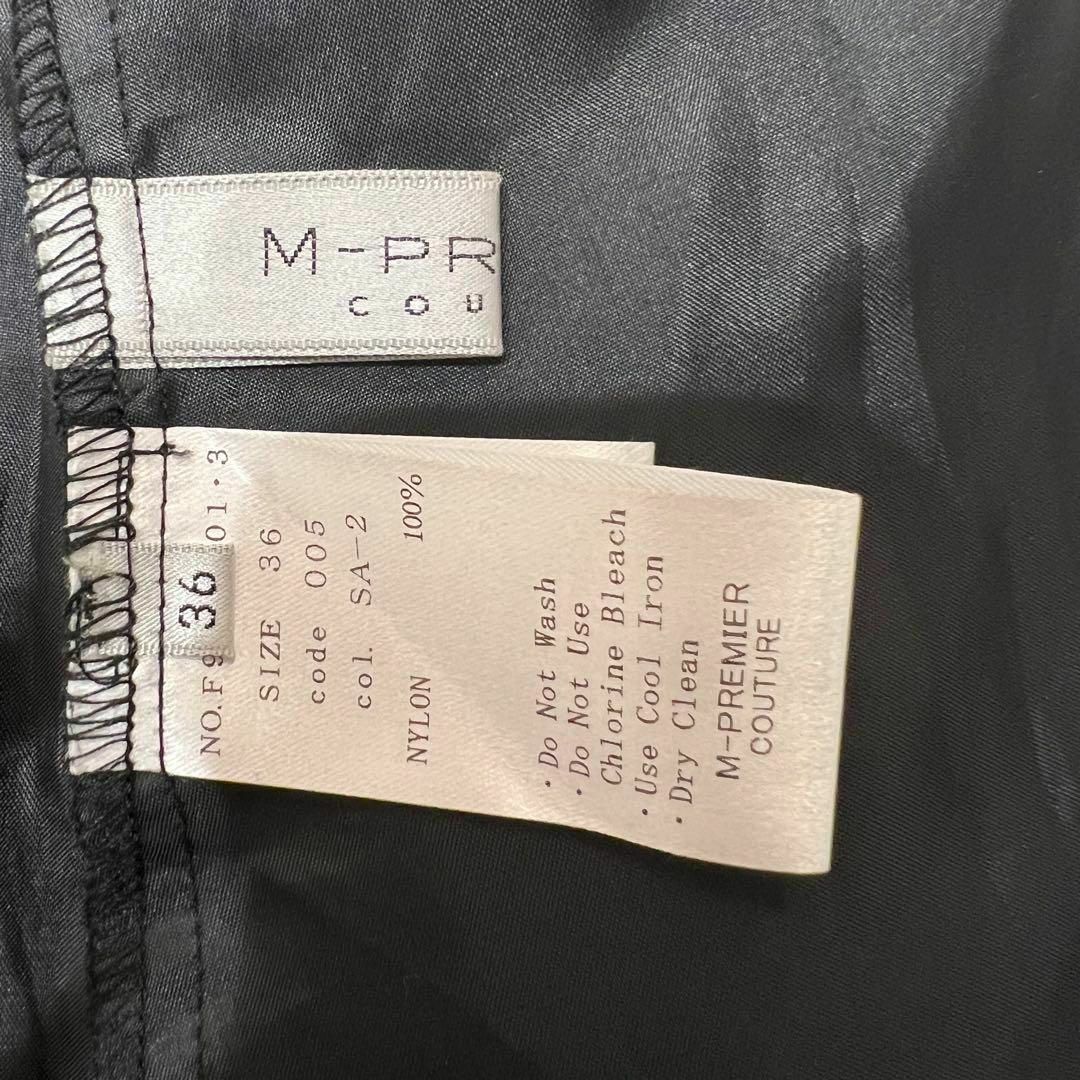 M-PR
COU
36
NO.F9 01·3
SIZE 36
code 005
col. SA-2
NYLON 100%
·Do Not Wash
·Do Not Use
Chlorine Bleach
·Use Cool Iron
·Dry Clean
M-PREMIER
COUTURE